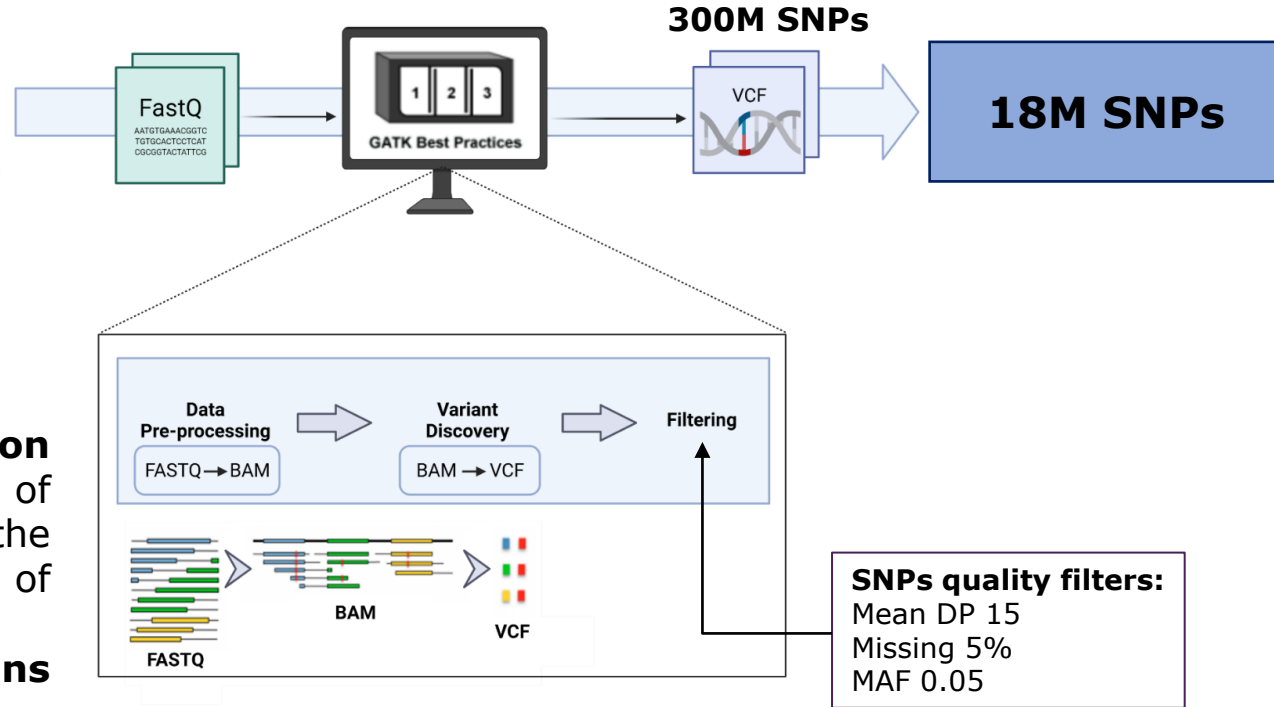 300M SNPs
FastQ
AATGTGAAACGGTC
TGTGCACTCCTCAT
CGCGGTACTATTCG
1 2 3
GATK Best Practices
VCF
18M SNPs
on
of
the
of
ns
Data
Pre-processing
FASTQ → BAM
Variant
Discovery
BAM → VCF
Filtering
FASTQ
BAM
VCF
SNPs quality filters:
Mean DP 15
Missing 5%
MAF 0.05